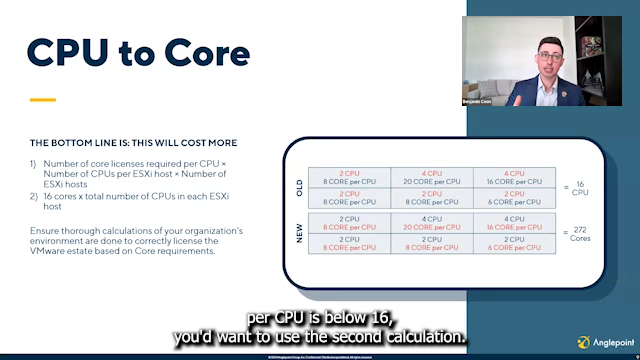 CPU to Core
Benjamin Coon
THE BOTTOM LINE IS: THIS WILL COST MORE
1) Number of core licenses required per CPU ×
Number of CPUs per ESXi host × Number of
ESXi hosts
2) 16 cores x total number of CPUs in each ESXi
host
Ensure thorough calculations of your organization's
environment are done to correctly license the
VMware estate based on Core requirements.
OLD
2 CPU
8 CORE per CPU
4 CPU
20 CORE per CPU
4 CPU
16 CORE per CPU
2 CPU
8 CORE per CPU
2 CPU
8 CORE per CPU
2 CPU
6 CORE per CPU
= 16
CPU
NEW
2 CPU
8 CORE per CPU
4 CPU
20 CORE per CPU
4 CPU
16 CORE per CPU
2 CPU
8 CORE per CPU
2 CPU
8 CORE per CPU
2 CPU
6 CORE per CPU
= 272
Cores
per CPU is below 16,
you'd want to use the second calculation.
Anglepoint